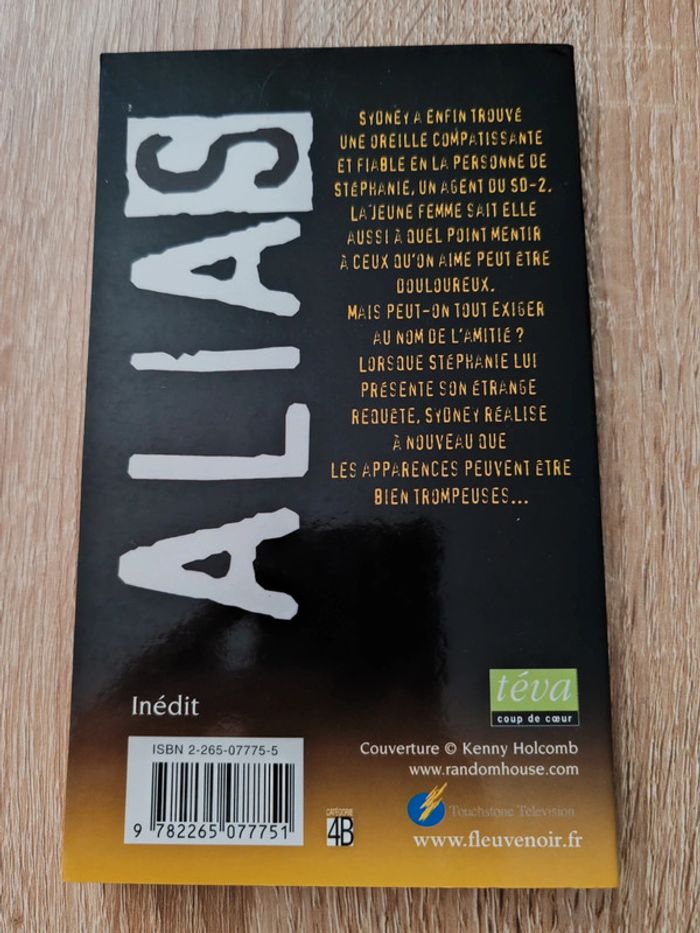 ALIAS
SYDNEY A ENFIN TROUVÉ
UNE OREILLE COMPATISSANTE
ET FIABLE EN LA PERSONNE DE
STÉPHANIE, UN AGENT DU SD-2.
LA JEUNE FEMME SAIT ELLE
AUSSI À QUEL POINT MENTIR
À CEUX QU'ON AIME PEUT ÊTRE
DOULOUREUX.
MAIS PEUT-ON TOUT EXIGER
AU NOM DE L'AMITIÉ ?
LORSQUE STÉPHANIE LUI
PRÉSENTE SON ÉTRANGE
REQUÊTE, SYDNEY RÉALISE
À NOUVEAU QUE
LES APPARENCES PEUVENT ÊTRE
BIEN TROMPEUSES...
Inédit
téva
coup de cœur
ISBN 2-265-07775-5
9 782265 077751
CATÉGORIE
4B
Couverture © Kenny Holcomb
www.randomhouse.com
Touchstone Television
www.fleuvenoir.fr